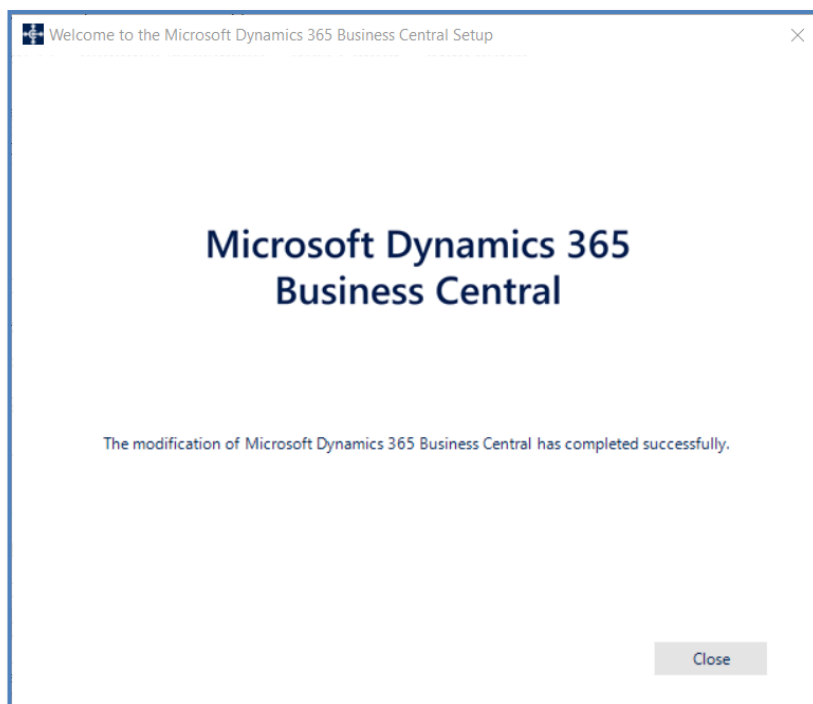 Welcome to the Microsoft Dynamics 365 Business Central Setup
Microsoft Dynamics 365
Business Central
The modification of Microsoft Dynamics 365 Business Central has completed successfully.
Close